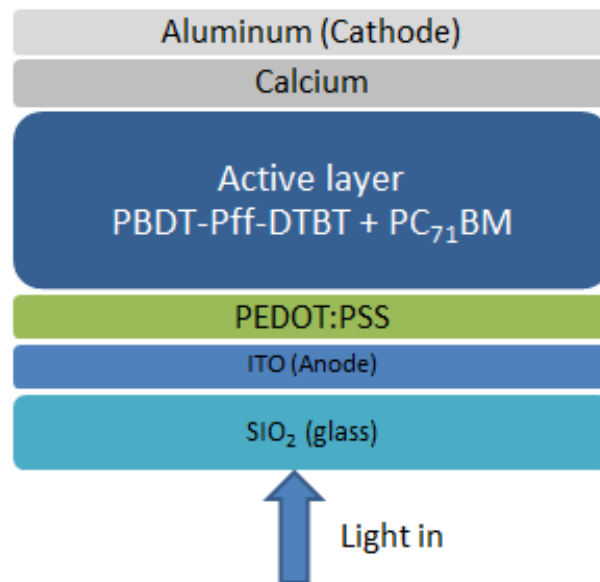 Aluminum (Cathode)
Calcium
Active layer
PBDT-Pff-DTBT + PC₇₁BM
PEDOT:PSS
ITO (Anode)
SIO₂ (glass)
Light in